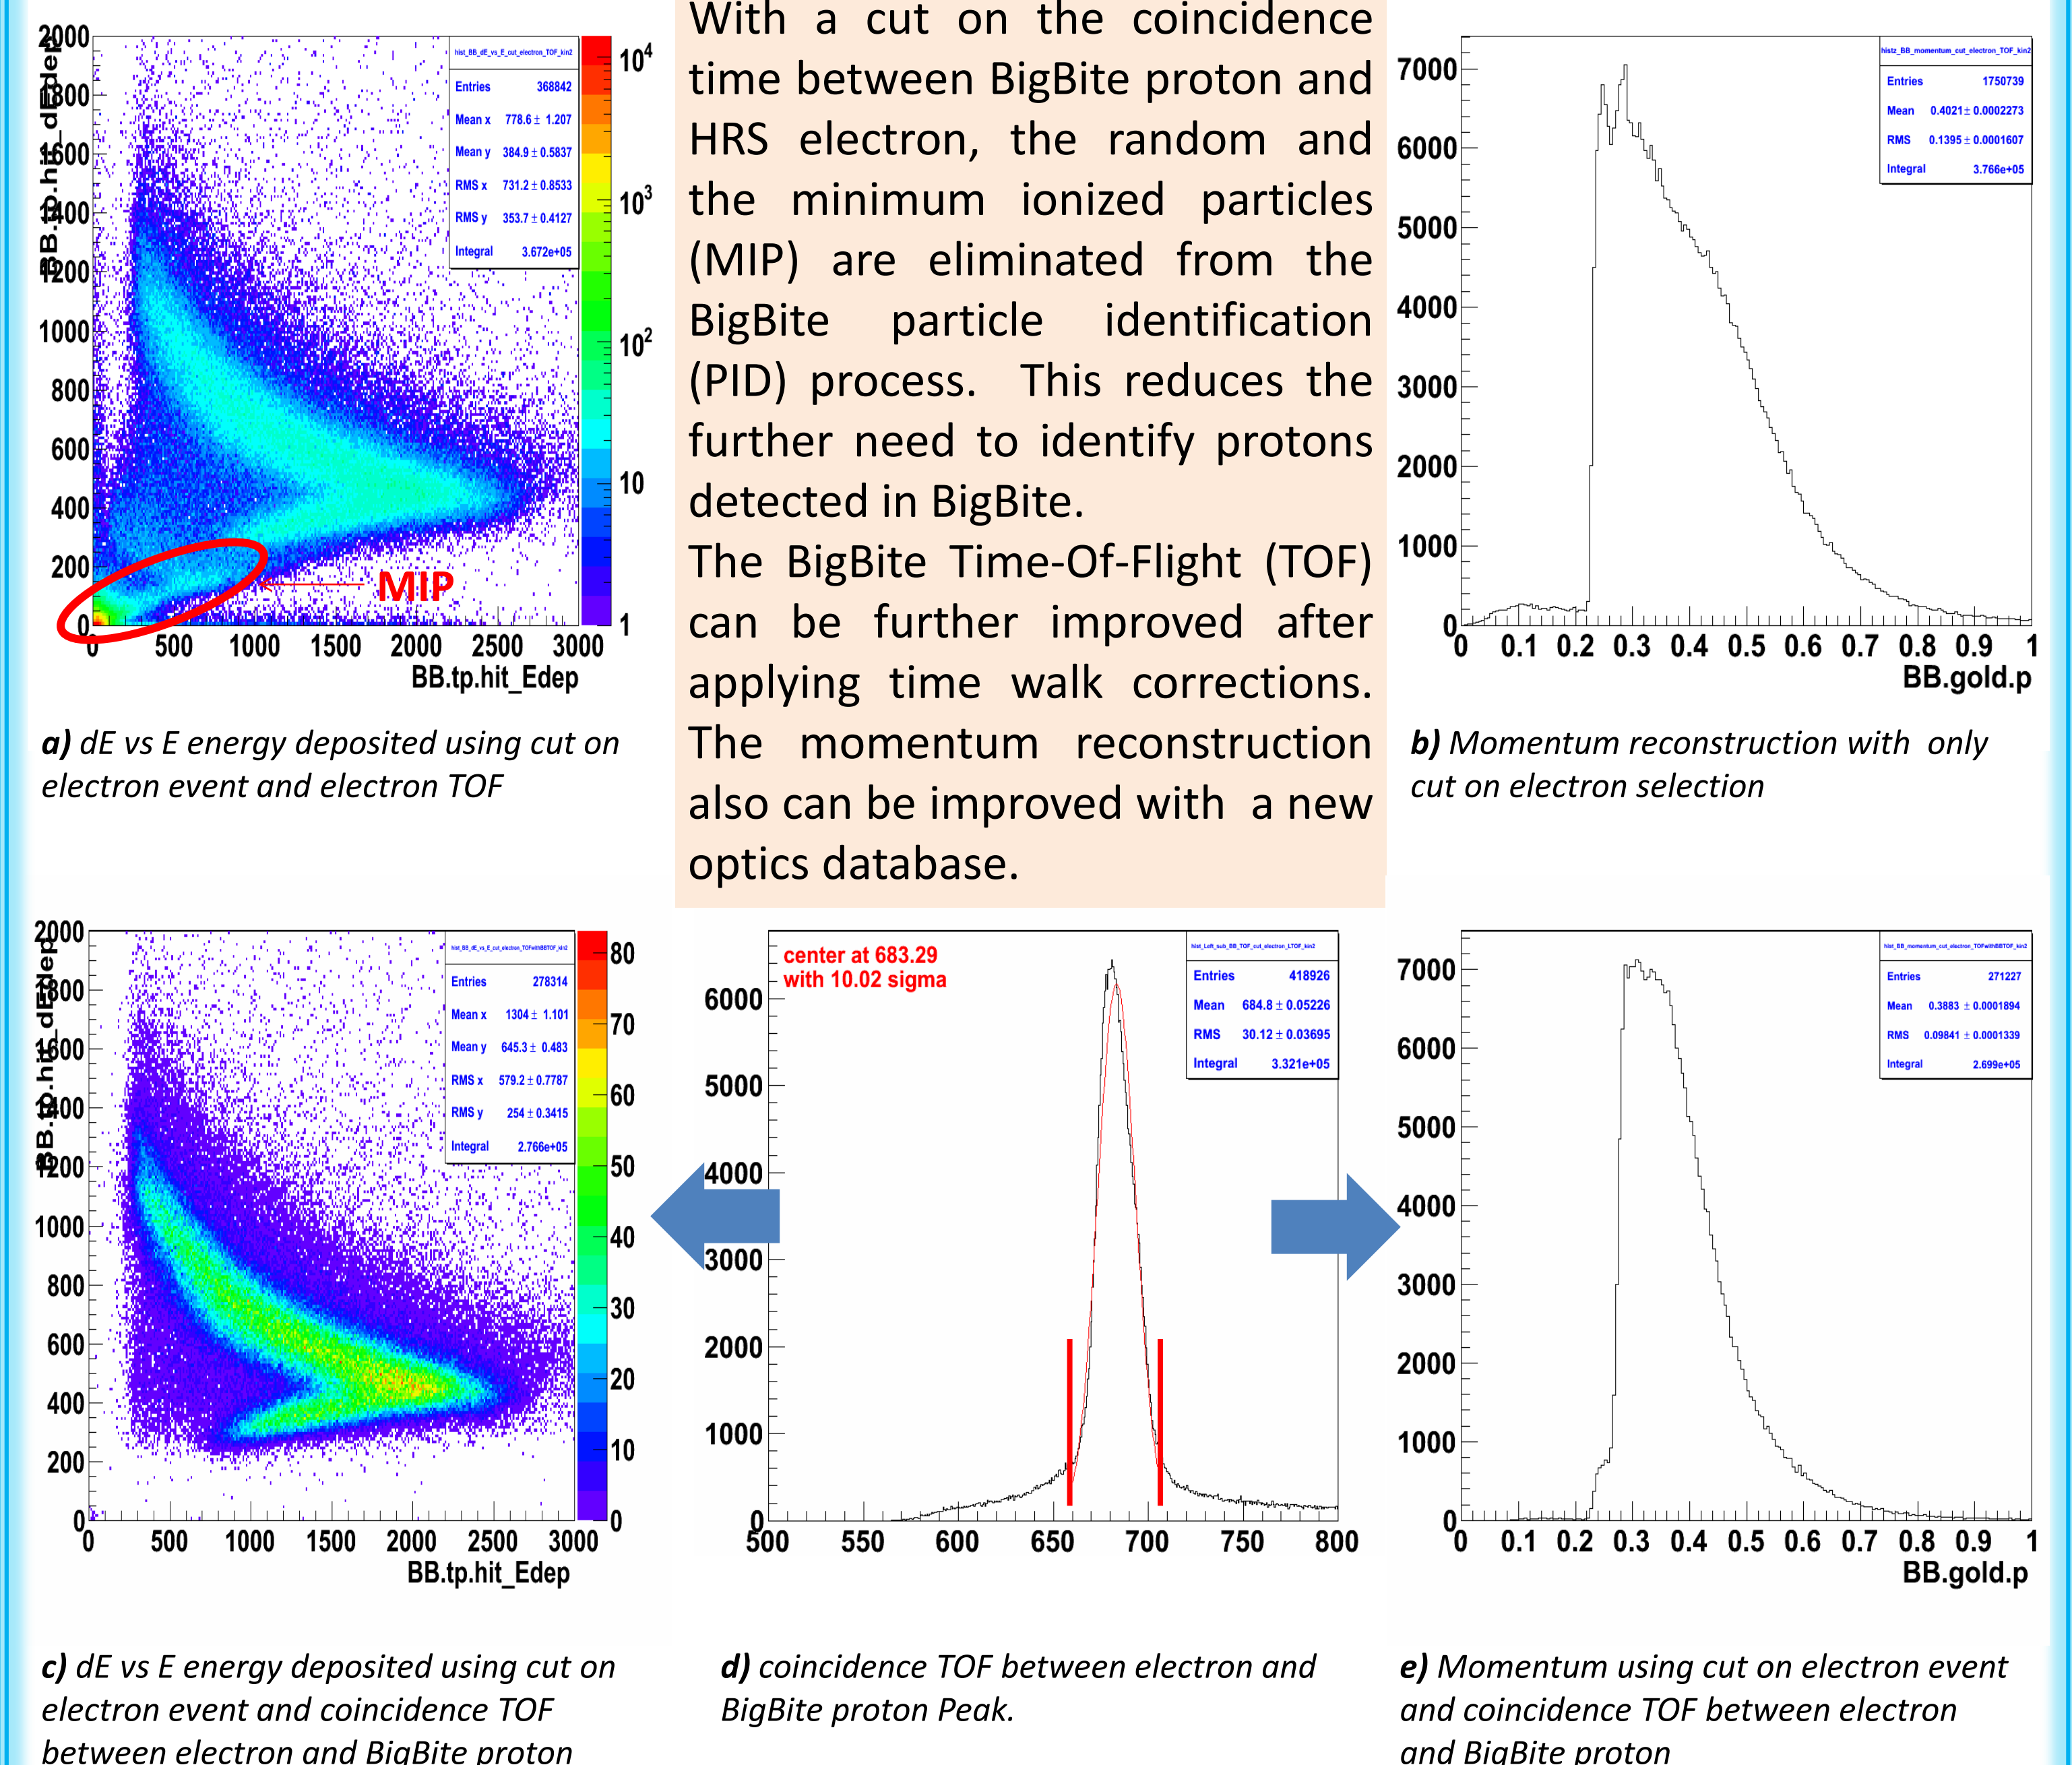 With a cut on the coincidence
time between BigBite proton and
HRS electron, the random and
the minimum ionized particles
(MIP) are eliminated from the
BigBite particle identification
(PID) process. This reduces the
further need to identify protons
detected in BigBite.
The BigBite Time-Of-Flight (TOF)
can be further improved after
applying time walk corrections.
The momentum reconstruction
also can be improved with a new
optics database.
hist_BB_dE_vs_E_cut_electron_TOF_kin2
Entries 368842
Mean x 778.6 ± 1.207
Mean y 384.9 ± 0.5837
RMS x 731.2 ± 0.8533
RMS y 353.7 ± 0.4127
Integral 3.672e+05
BB.tp.hit_dEdep
2000
1800
1600
1400
1200
1000
800
600
400
200
0
0 500 1000 1500 2000 2500 3000
BB.tp.hit_Edep
10⁴
10³
10²
10
1
MIP
a) dE vs E energy deposited using cut on
electron event and electron TOF
histz_BB_momentum_cut_electron_TOF_kin2
Entries 1750739
Mean 0.4021 ± 0.0002273
RMS 0.1395 ± 0.0001607
Integral 3.766e+05
7000
6000
5000
4000
3000
2000
1000
0
0 0.1 0.2 0.3 0.4 0.5 0.6 0.7 0.8 0.9 1
BB.gold.p
b) Momentum reconstruction with only
cut on electron selection
hist_BB_dE_vs_E_cut_electron_TOFwithBBTOF_kin2
Entries 278314
Mean x 1304 ± 1.101
Mean y 645.3 ± 0.483
RMS x 579.2 ± 0.7787
RMS y 254 ± 0.3415
Integral 2.766e+05
BB.tp.hit_dEdep
2000
1800
1600
1400
1200
1000
800
600
400
200
0
0 500 1000 1500 2000 2500 3000
BB.tp.hit_Edep
80
70
60
50
40
30
20
10
0
c) dE vs E energy deposited using cut on
electron event and coincidence TOF
between electron and BigBite proton
center at 683.29
with 10.02 sigma
hist_Left_sub_BB_TOF_cut_electron_LTOF_kin2
Entries 418926
Mean 684.8 ± 0.05226
RMS 30.12 ± 0.03695
Integral 3.321e+05
6000
5000
4000
3000
2000
1000
0
500 550 600 650 700 750 800
d) coincidence TOF between electron and
BigBite proton Peak.
hist_BB_momentum_cut_electron_TOFwithBBTOF_kin2
Entries 271227
Mean 0.3883 ± 0.0001894
RMS 0.09841 ± 0.0001339
Integral 2.699e+05
7000
6000
5000
4000
3000
2000
1000
0
0 0.1 0.2 0.3 0.4 0.5 0.6 0.7 0.8 0.9 1
BB.gold.p
e) Momentum using cut on electron event
and coincidence TOF between electron
and BigBite proton